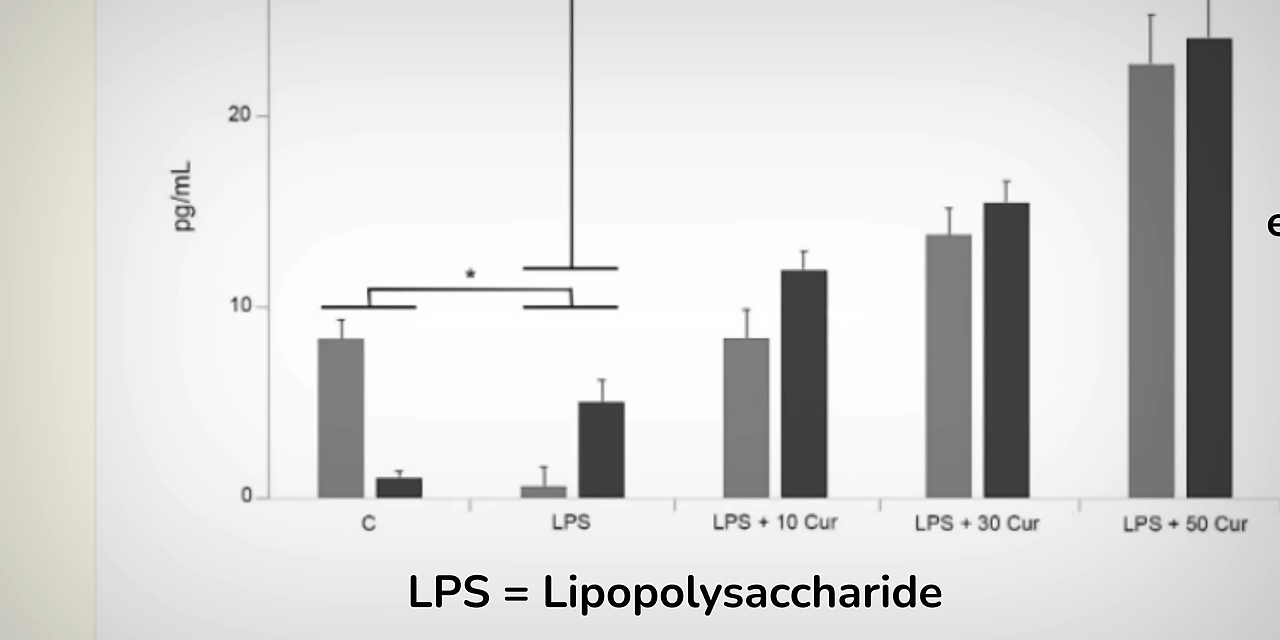 20
pg/mL
*
10
0
C LPS LPS + 10 Cur LPS + 30 Cur LPS + 50 Cur
LPS = Lipopolysaccharide